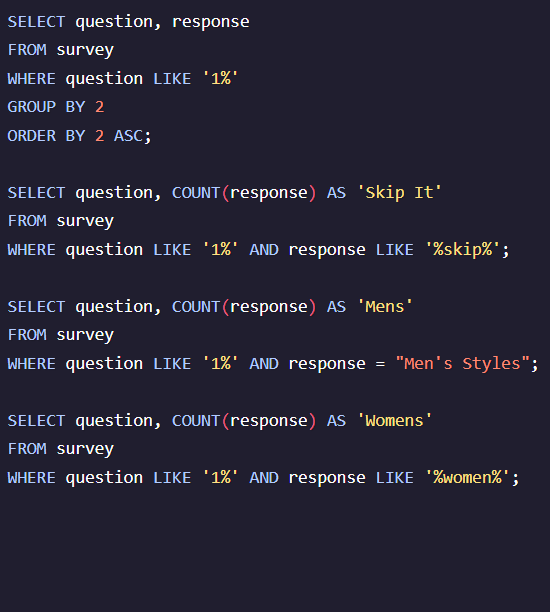 SELECT question, response
FROM survey
WHERE question LIKE '1%'
GROUP BY 2
ORDER BY 2 ASC;

SELECT question, COUNT(response) AS 'Skip It'
FROM survey
WHERE question LIKE '1%' AND response LIKE '%skip%';

SELECT question, COUNT(response) AS 'Mens'
FROM survey
WHERE question LIKE '1%' AND response = "Men's Styles";

SELECT question, COUNT(response) AS 'Womens'
FROM survey
WHERE question LIKE '1%' AND response LIKE '%women%';